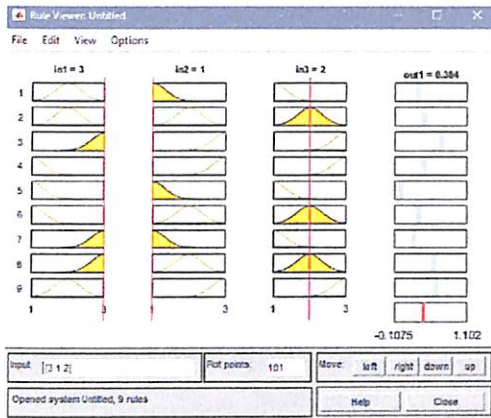 Rule Viewer: Untitled
File Edit View Options
in1 = 3 in2 = 1 in3 = 2 out1 = 0.384
1
2
3
4
5
6
7
8
9
1 3 1 3 1 3
-0.1075 1.102
Input: [3 1 2] Plot points: 101 Move: left right down up
Opened system Untitled, 9 rules Help Close